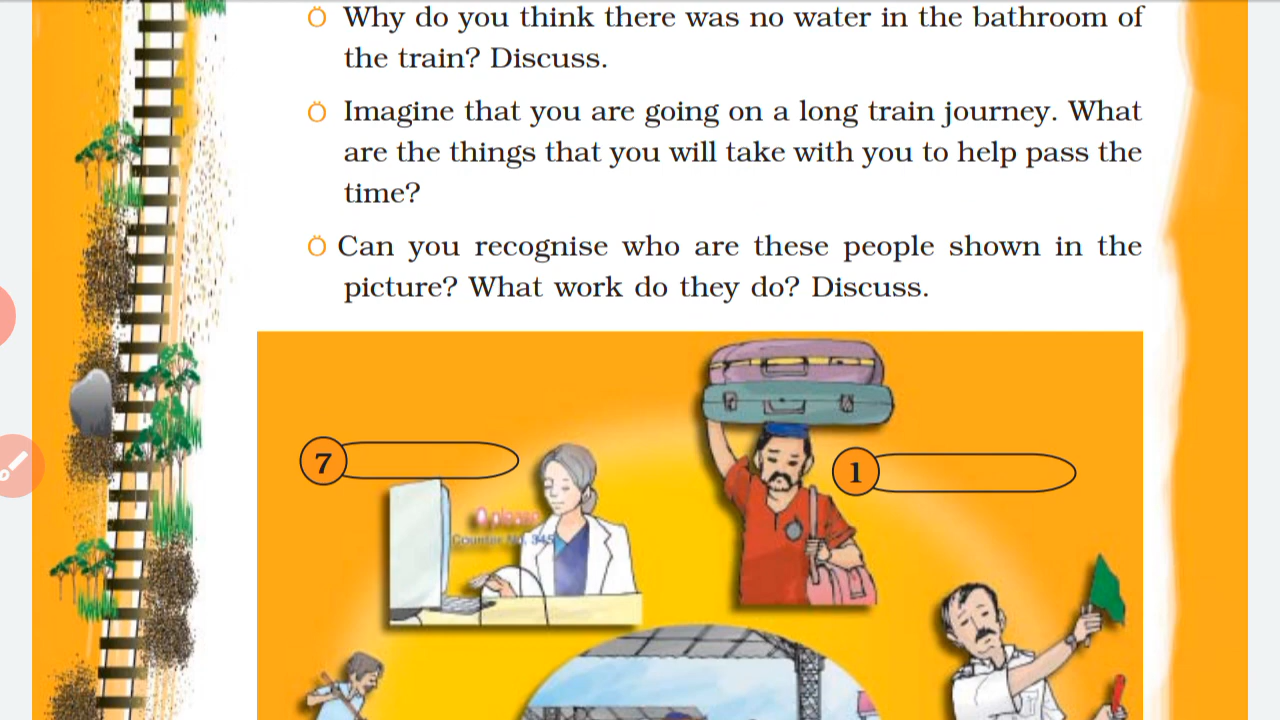 Ö Why do you think there was no water in the bathroom of
the train? Discuss.
Ö Imagine that you are going on a long train journey. What
are the things that you will take with you to help pass the
time?
Ö Can you recognise who are these people shown in the
picture? What work do they do? Discuss.
7
1
Q please
Counter No. 345